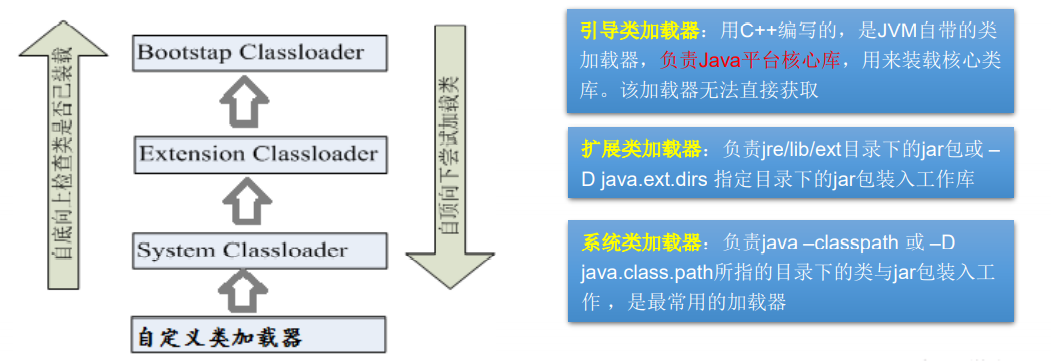 自底向上检查类是否已装载
Bootstap Classloader
Extension Classloader
System Classloader
自定义类加载器
自顶向下尝试加载类
引导类加载器：用C++编写的，是JVM自带的类
加载器，负责Java平台核心库，用来装载核心类
库。该加载器无法直接获取
扩展类加载器：负责jre/lib/ext目录下的jar包或 –
D java.ext.dirs 指定目录下的jar包装入工作库
系统类加载器：负责java –classpath 或 –D
java.class.path所指的目录下的类与jar包装入工
作 ，是最常用的加载器